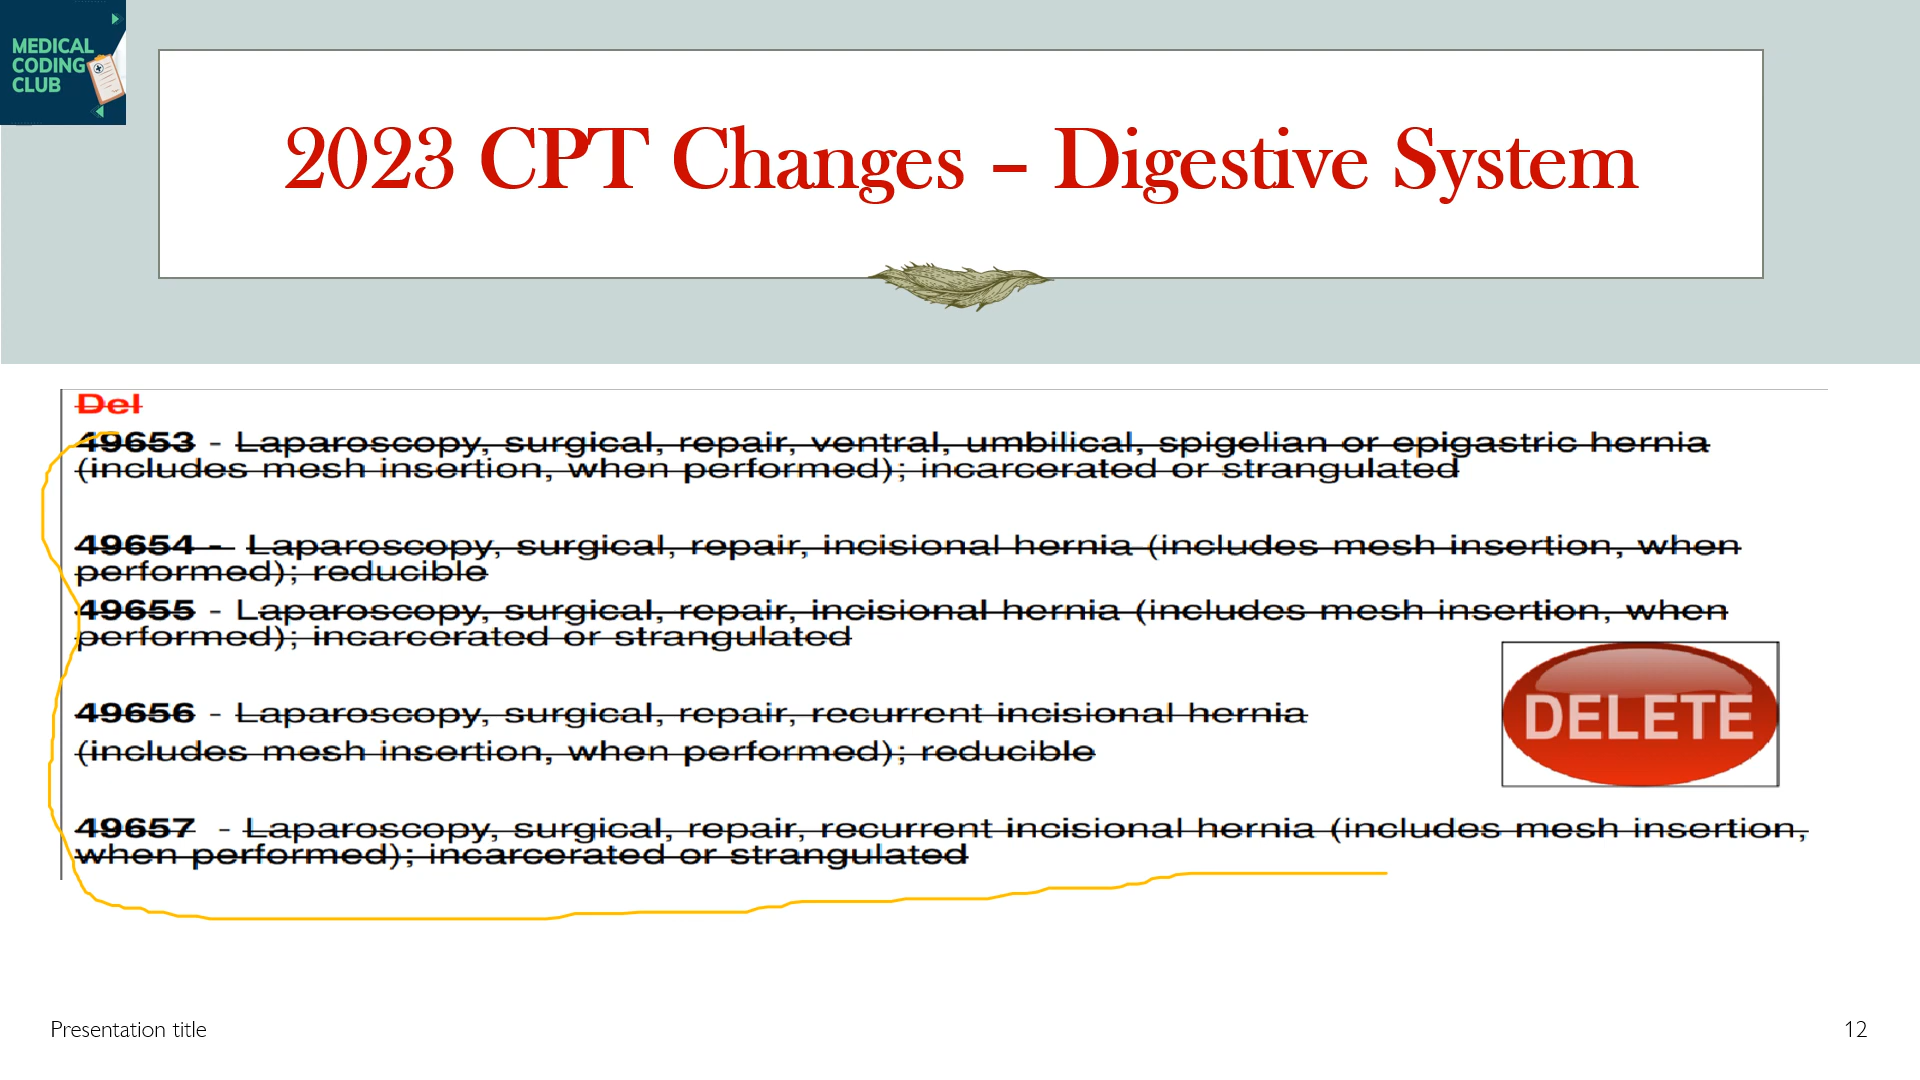 MEDICAL
CODING
CLUB
2023 CPT Changes – Digestive System
Del
49653 - Laparoscopy, surgical, repair, ventral, umbilical, spigelian or epigastric hernia
(includes mesh insertion, when performed); incarcerated or strangulated
49654 - Laparoscopy, surgical, repair, incisional hernia (includes mesh insertion, when
performed); reducible
49655 - Laparoscopy, surgical, repair, incisional hernia (includes mesh insertion, when
performed); incarcerated or strangulated
49656 - Laparoscopy, surgical, repair, recurrent incisional hernia
(includes mesh insertion, when performed); reducible
DELETE
49657 - Laparoscopy, surgical, repair, recurrent incisional hernia (includes mesh insertion,
when performed); incarcerated or strangulated
Presentation title
12